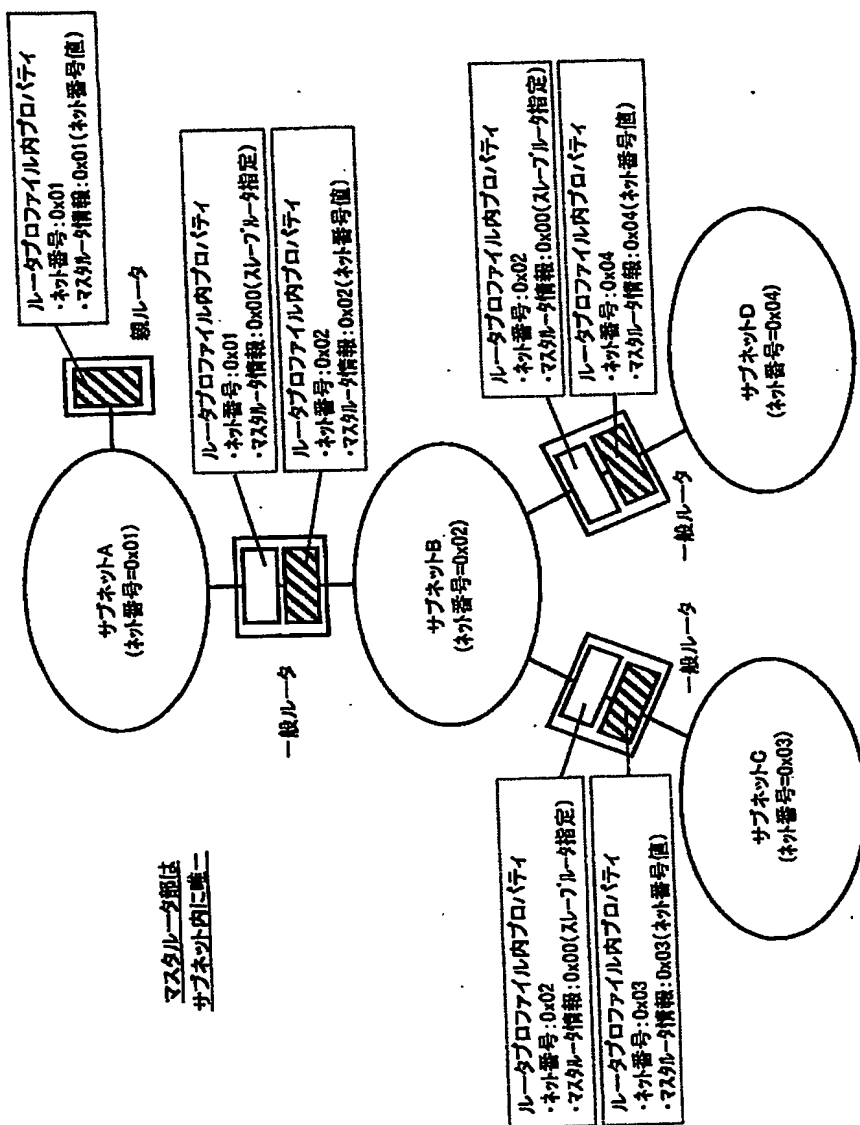 マスタルータ部は
サブネット内に唯一
ルータプロファイル内プロパティ
・ネット番号:0x01
・マスタルータ情報:0x01(ネット番号値)
親ルータ
サブネットA
(ネット番号=0x01)
ルータプロファイル内プロパティ
・ネット番号:0x01
・マスタルータ情報:0x00(スレーブルータ指定)
ルータプロファイル内プロパティ
・ネット番号:0x02
・マスタルータ情報:0x02(ネット番号値)
一般ルータ
サブネットB
(ネット番号=0x02)
ルータプロファイル内プロパティ
・ネット番号:0x02
・マスタルータ情報:0x00(スレーブルータ指定)
ルータプロファイル内プロパティ
・ネット番号:0x03
・マスタルータ情報:0x03(ネット番号値)
一般ルータ
サブネットC
(ネット番号=0x03)
ルータプロファイル内プロパティ
・ネット番号:0x02
・マスタルータ情報:0x00(スレーブルータ指定)
ルータプロファイル内プロパティ
・ネット番号:0x04
・マスタルータ情報:0x04(ネット番号値)
一般ルータ
サブネットD
(ネット番号=0x04)